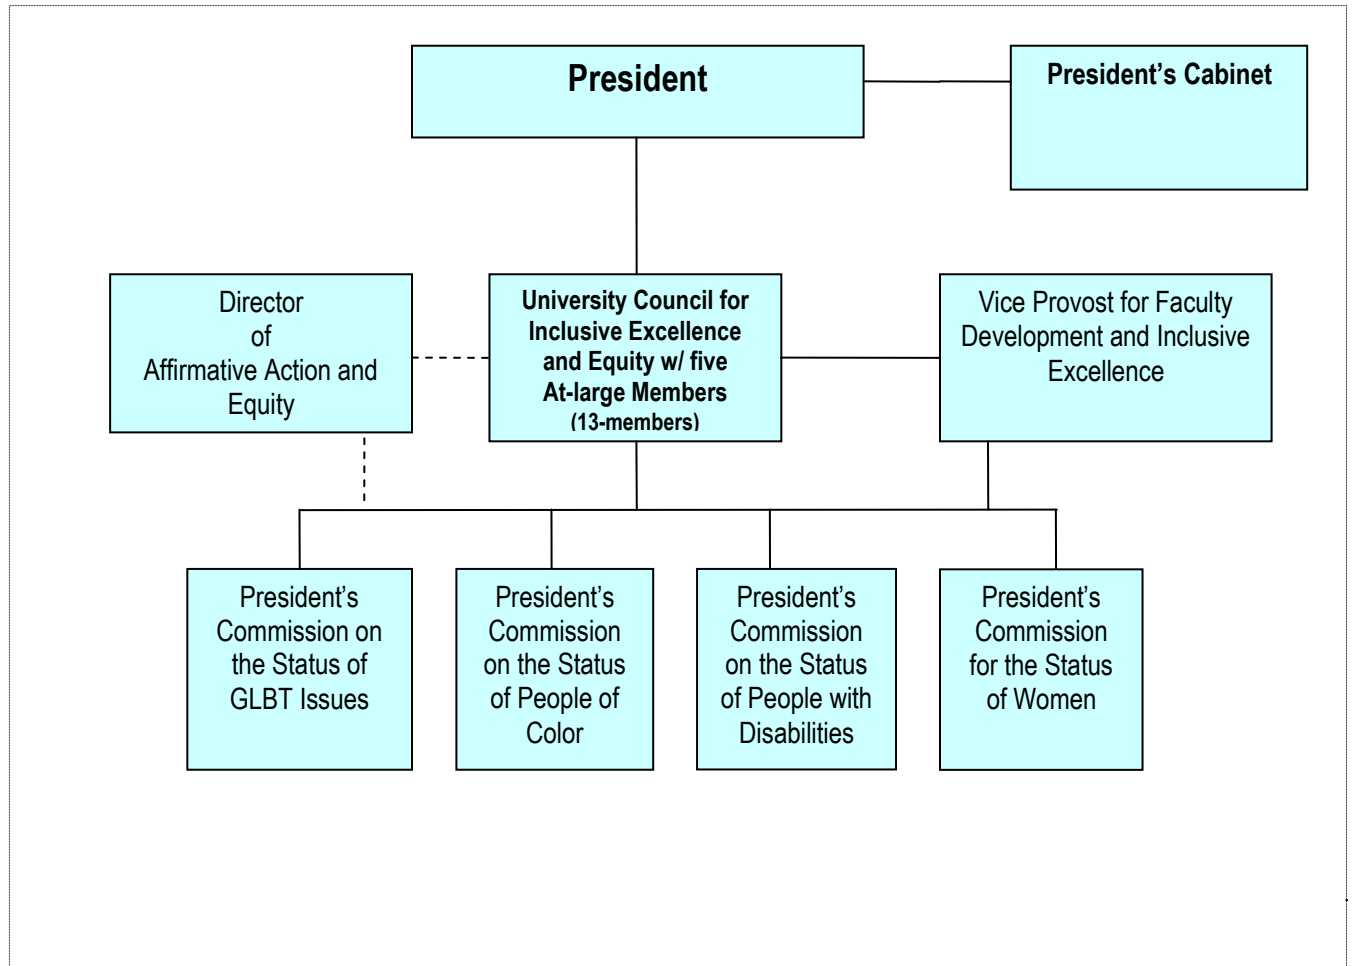 President
President’s Cabinet
Director
of
Affirmative Action and
Equity
University Council for
Inclusive Excellence
and Equity w/ five
At-large Members
(13-members)
Vice Provost for Faculty
Development and Inclusive
Excellence
President’s
Commission on
the Status of
GLBT Issues
President’s
Commission
on the Status
of People of
Color
President’s
Commission
on the Status
of People with
Disabilities
President’s
Commission
for the Status
of Women